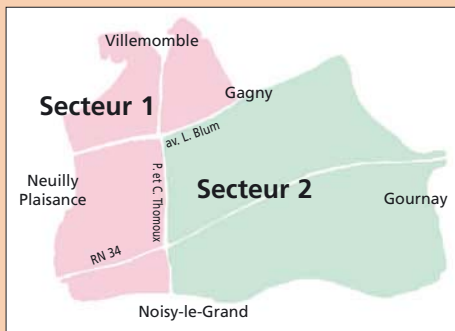 Villemomble
Secteur 1
Gagny
av. L. Blum
P. et C. Thomoux
Neuilly
Plaisance
Secteur 2
Gournay
RN 34
Noisy-le-Grand